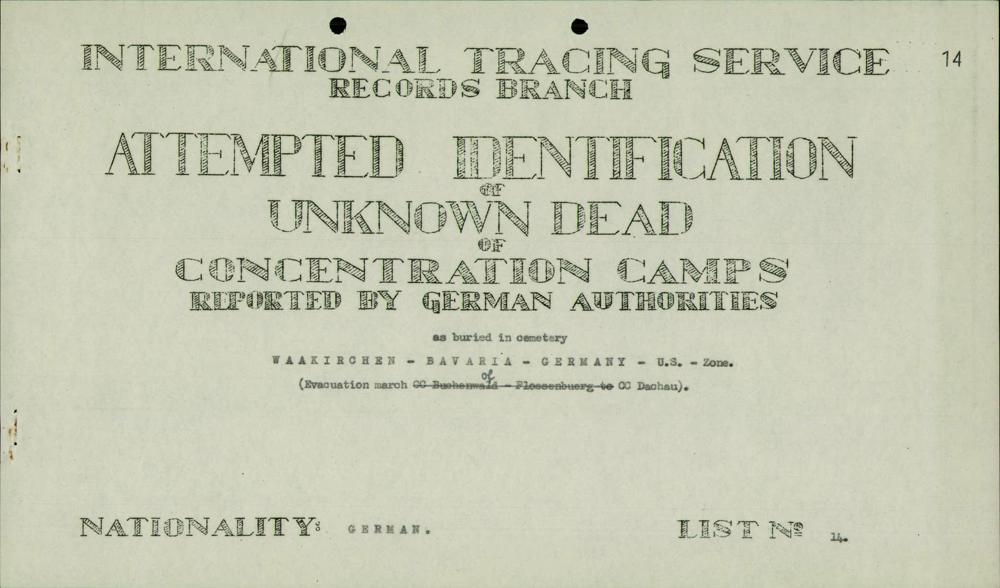 INTERNATIONAL TRACING SERVICE 14
RECORDS BRANCH
ATTEMPTED IDENTIFICATION
OF
UNKNOWN DEAD
OF
CONCENTRATION CAMPS
REPORTED BY GERMAN AUTHORITIES
as buried in cemetery
WAAKIRCHEN - BAVARIA - GERMANY - U.S. - Zone.
of
(Evacuation march CC Buchenwald - Flossenbuerg to CC Dachau).
NATIONALITY: GERMAN. LIST Nº 14.